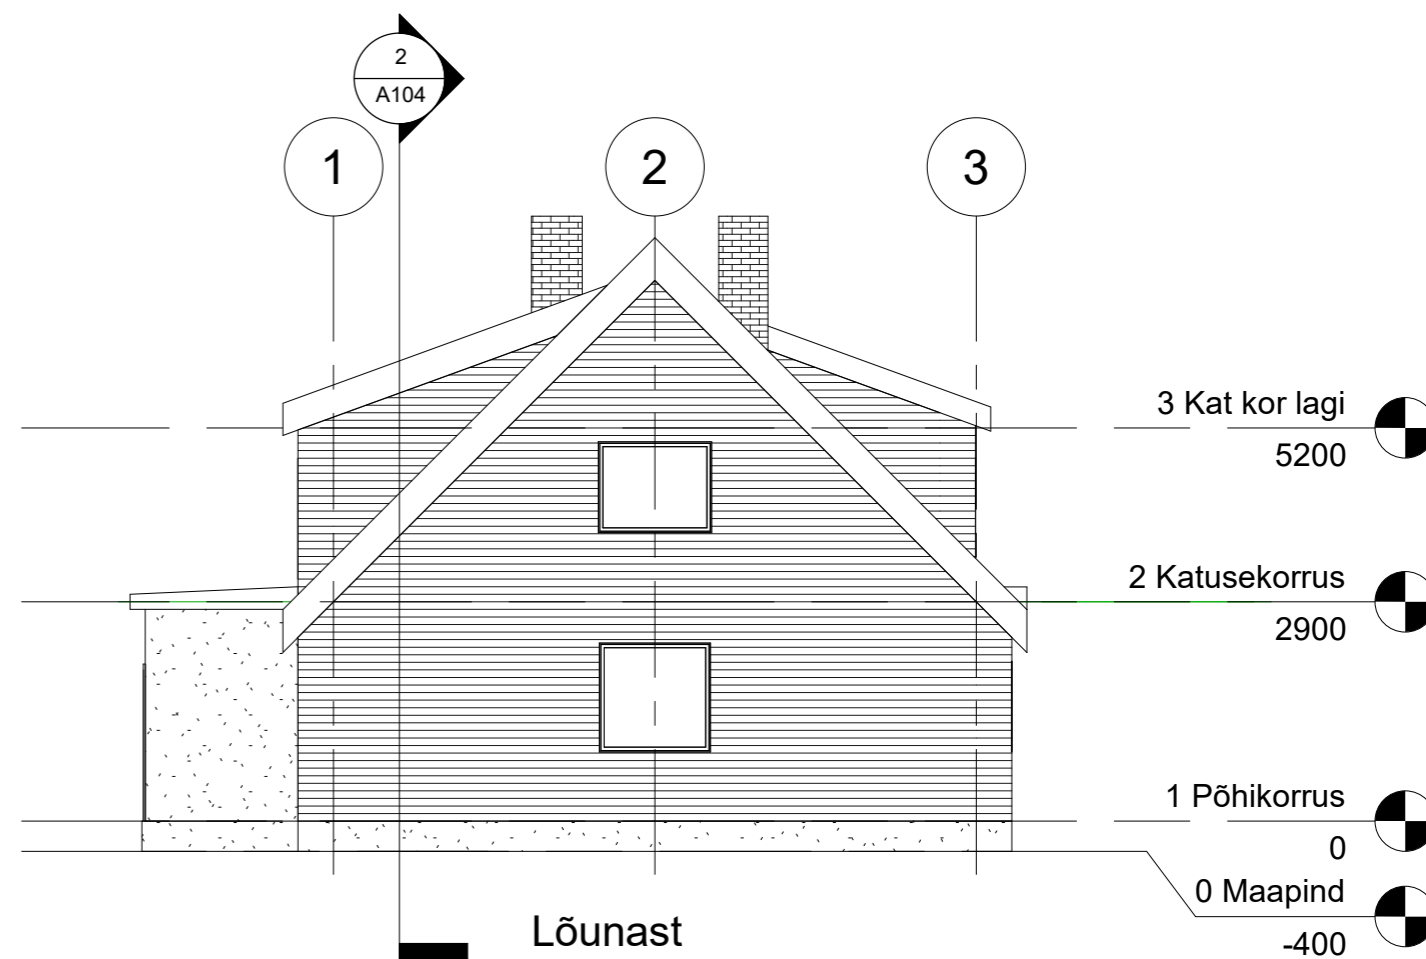 2
A104
1
2
3
3 Kat kor lagi
5200
2 Katusekorrus
2900
1 Põhikorrus
0
0 Maapind
-400
Lõunast